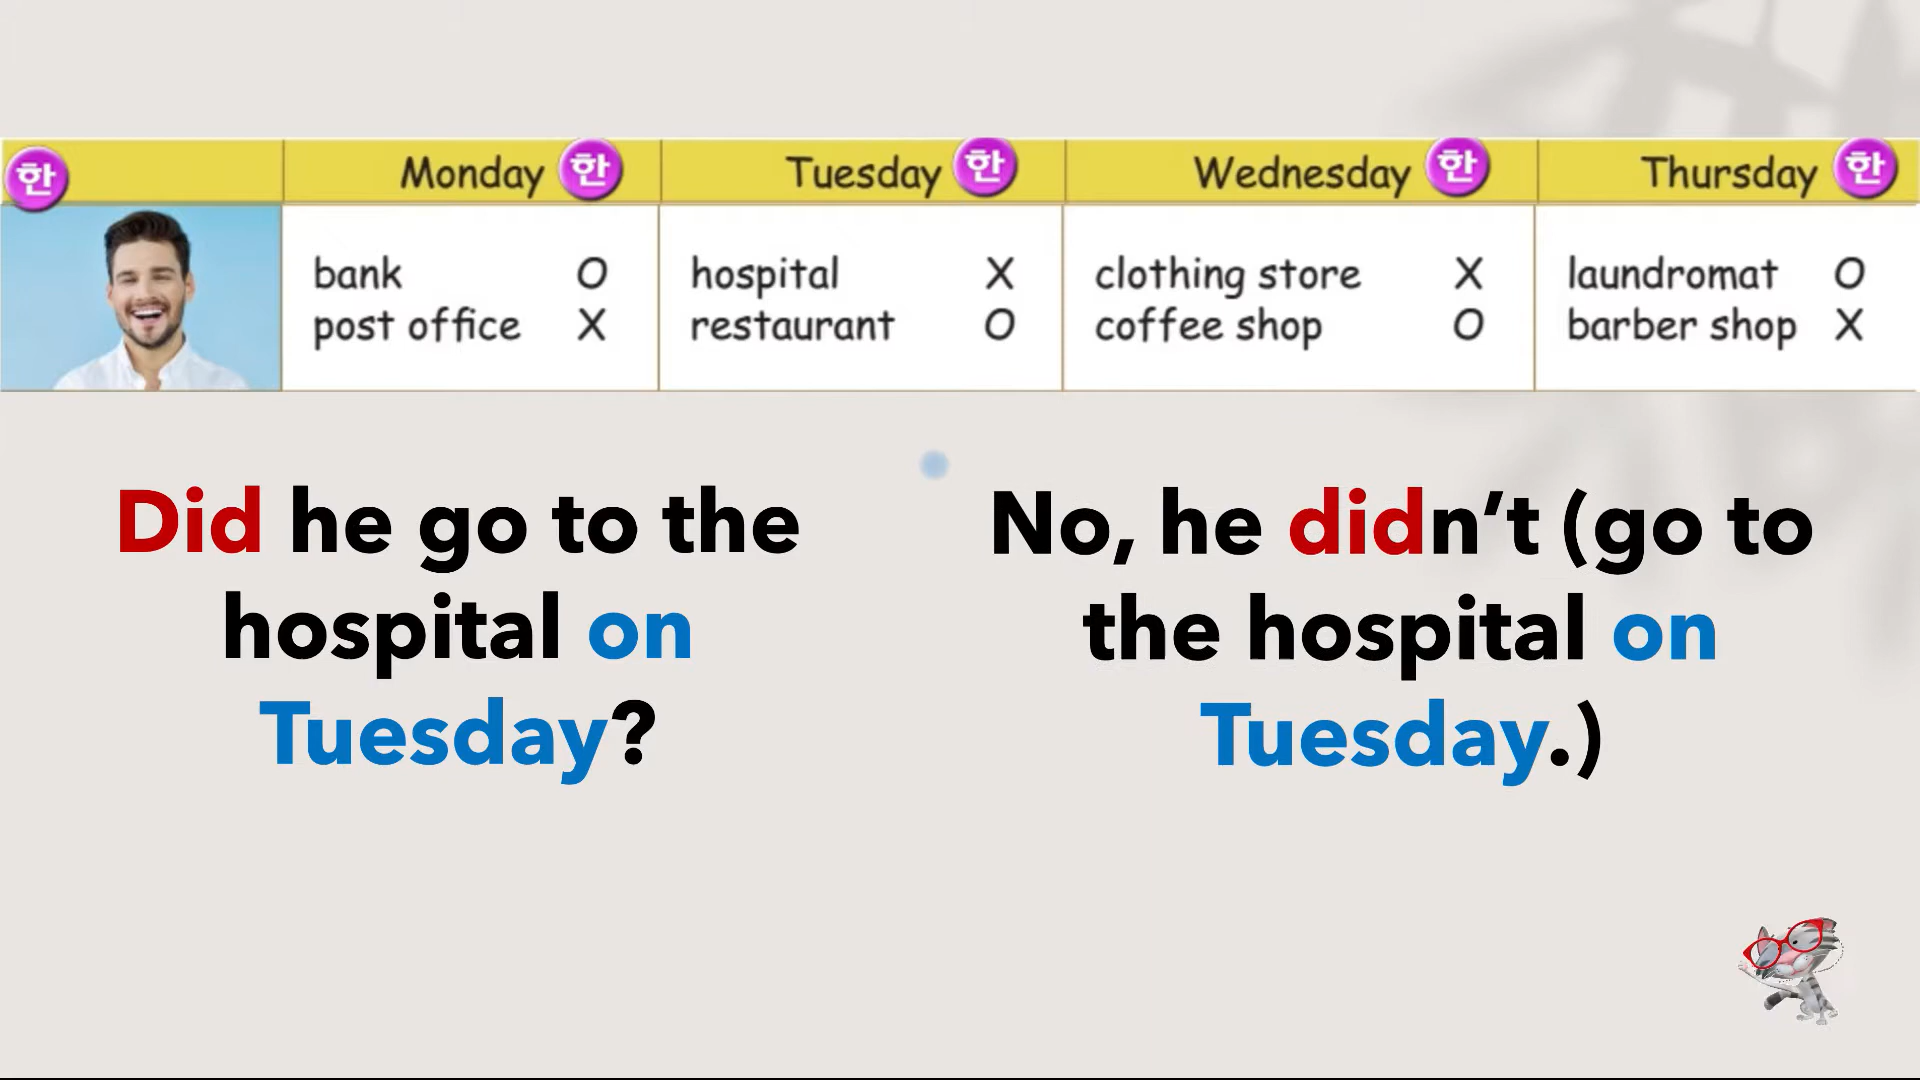 한 Monday 한 Tuesday 한 Wednesday 한 Thursday 한
bank O hospital X clothing store X laundromat O
post office X restaurant O coffee shop O barber shop X
Did he go to the
hospital on
Tuesday?
No, he didn’t (go to
the hospital on
Tuesday.)